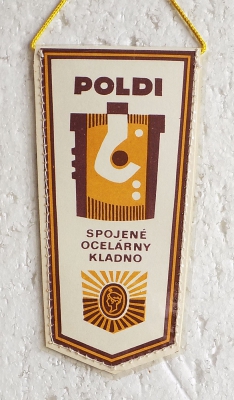 POLDI
SPOJENÉ
OCELÁRNY
KLADNO